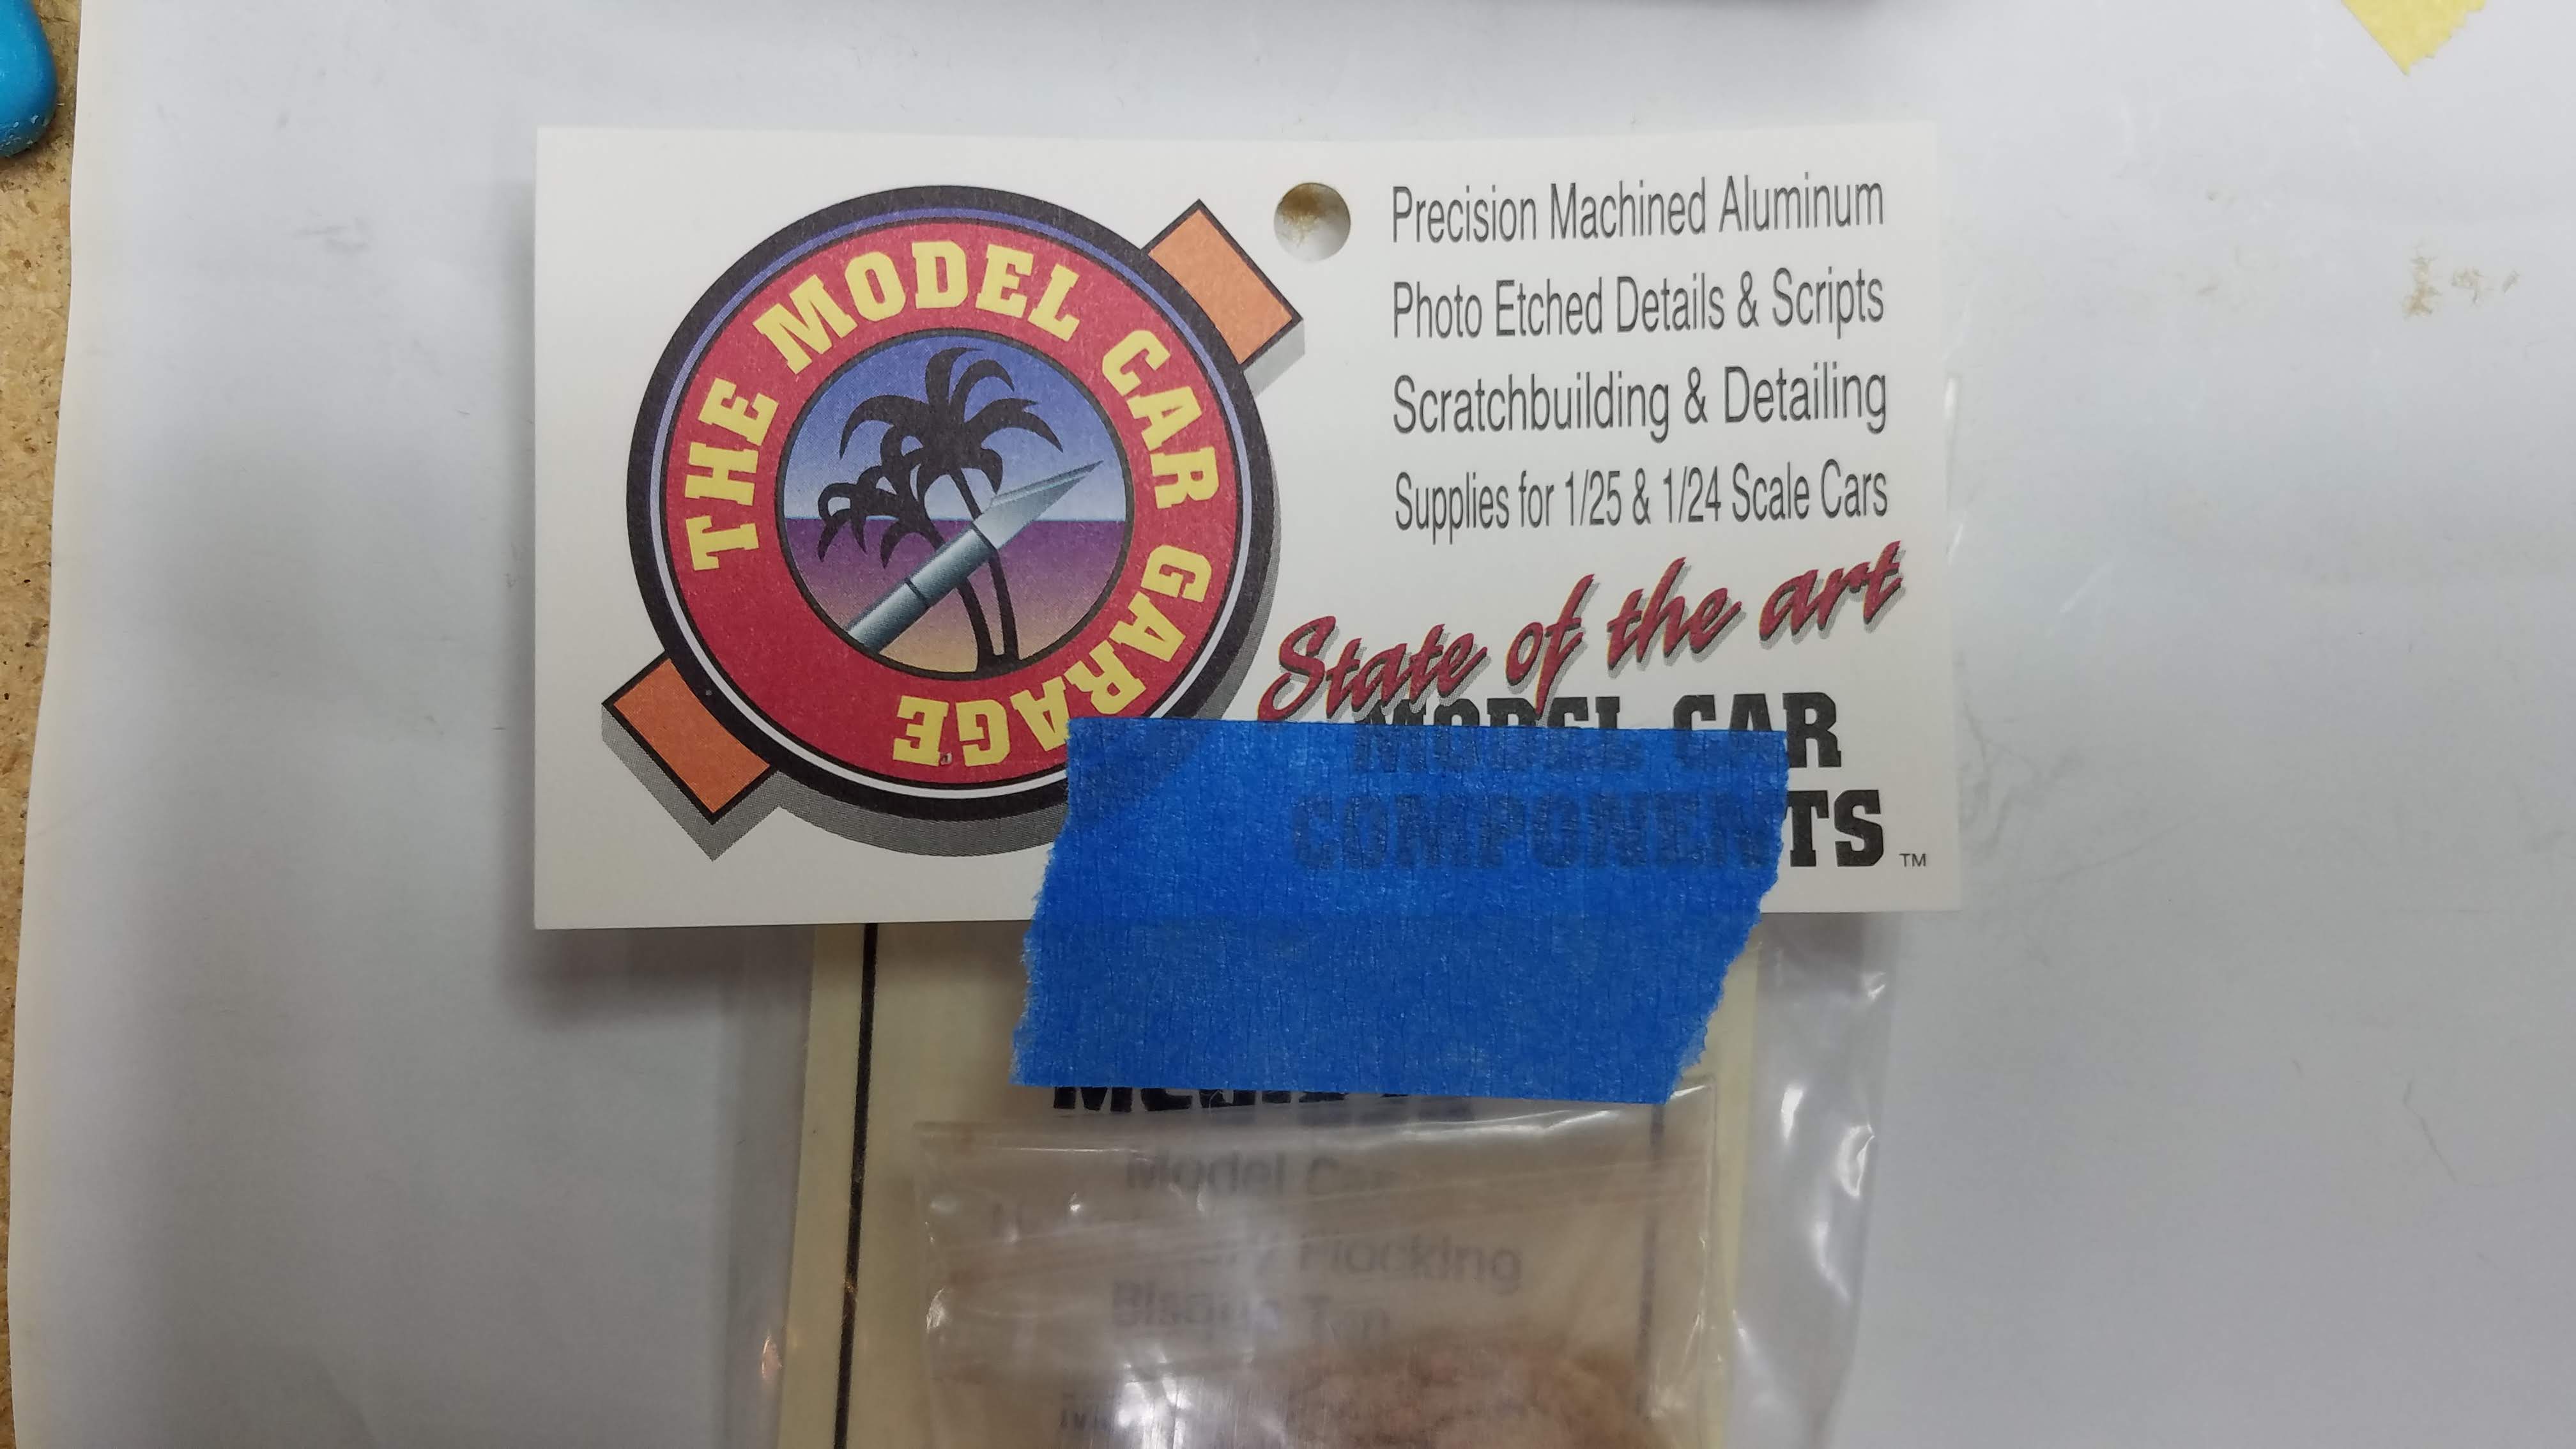 THE MODEL CAR GARAGE
Precision Machined Aluminum
Photo Etched Details & Scripts
Scratchbuilding & Detailing
Supplies for 1/25 & 1/24 Scale Cars
State of the art
MODEL CAR
COMPONENTS ™
Model Car
Flocking